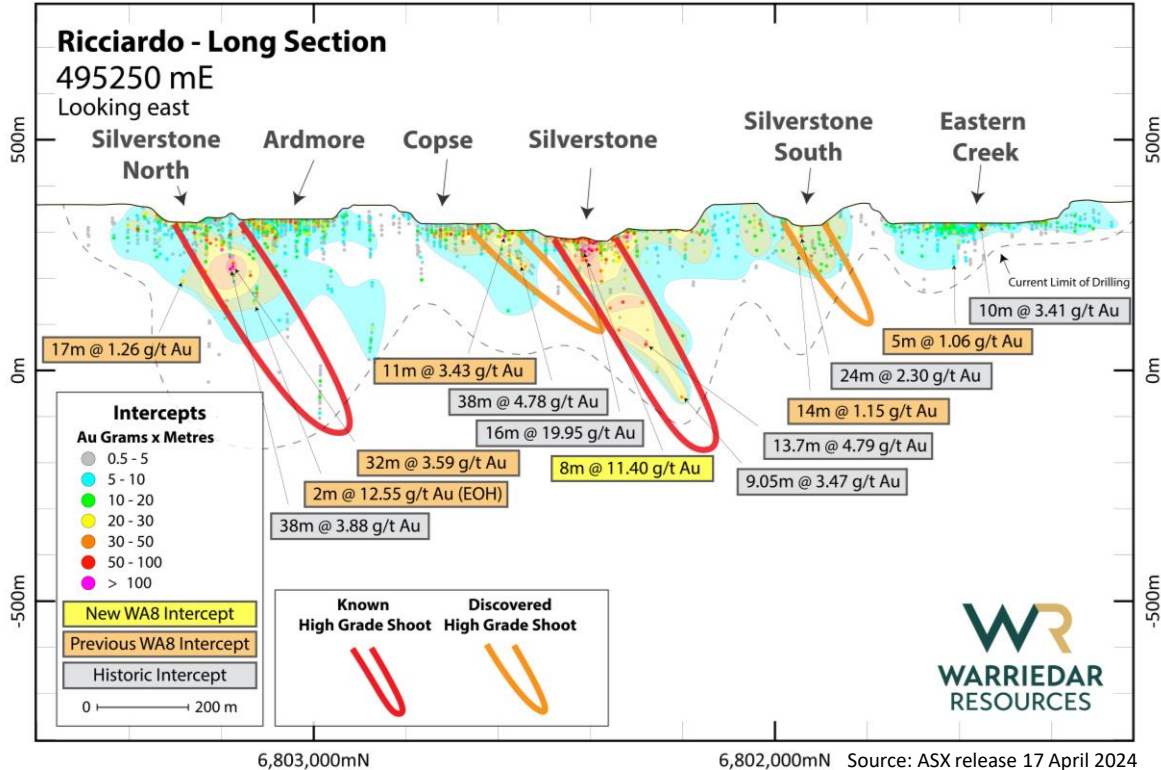 Ricciardo - Long Section
495250 mE
Looking east
Silverstone
North
Ardmore
Copse
Silverstone
Silverstone
South
Eastern
Creek
500m
500m
0m
0m
-500m
-500m
Current Limit of Drilling
10m @ 3.41 g/t Au
17m @ 1.26 g/t Au
5m @ 1.06 g/t Au
11m @ 3.43 g/t Au
24m @ 2.30 g/t Au
38m @ 4.78 g/t Au
14m @ 1.15 g/t Au
16m @ 19.95 g/t Au
13.7m @ 4.79 g/t Au
32m @ 3.59 g/t Au
8m @ 11.40 g/t Au
9.05m @ 3.47 g/t Au
2m @ 12.55 g/t Au (EOH)
38m @ 3.88 g/t Au
Intercepts
Au Grams x Metres
0.5 - 5
5 - 10
10 - 20
20 - 30
30 - 50
50 - 100
> 100
New WA8 Intercept
Previous WA8 Intercept
Historic Intercept
0 200 m
Known
High Grade Shoot
Discovered
High Grade Shoot
WR
WARRIEDAR
RESOURCES
6,803,000mN
6,802,000mN
Source: ASX release 17 April 2024